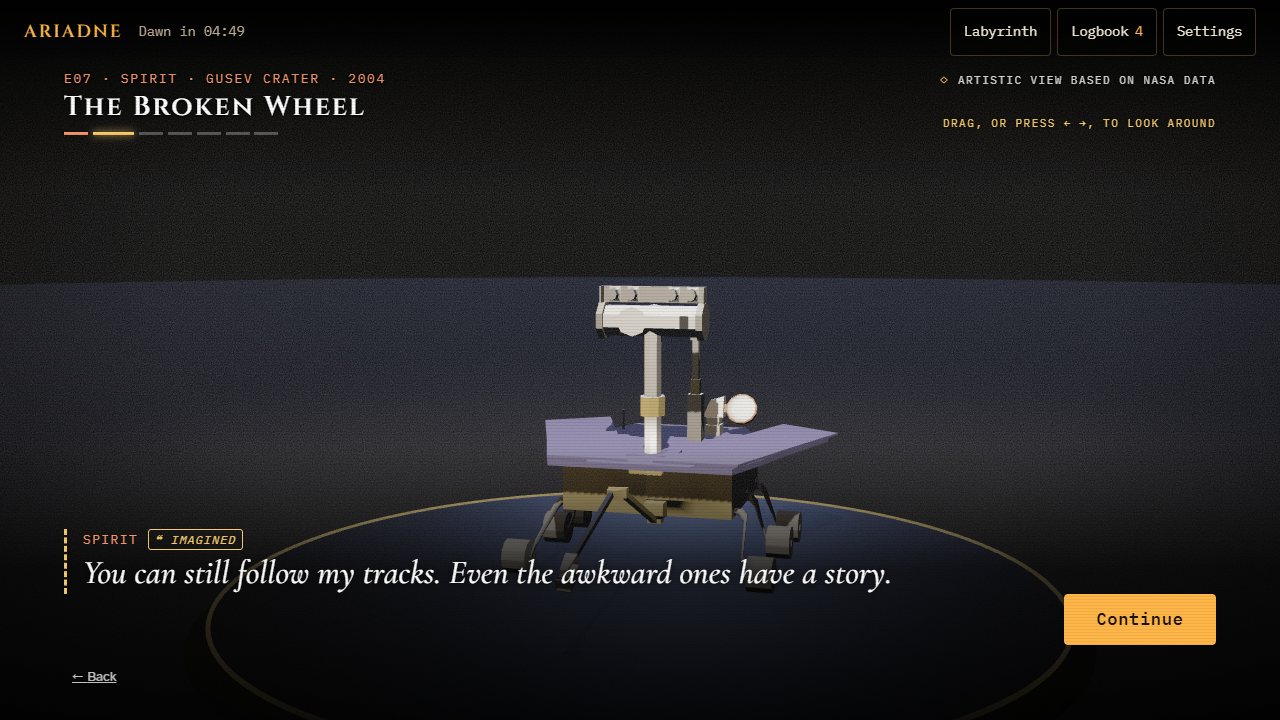 ARIADNE
Dawn in 04:49
Labyrinth
Logbook 4
Settings
E07 · SPIRIT · GUSEV CRATER · 2004
THE BROKEN WHEEL
◇ ARTISTIC VIEW BASED ON NASA DATA
DRAG, OR PRESS ← →, TO LOOK AROUND
SPIRIT
❝ IMAGINED
You can still follow my tracks. Even the awkward ones have a story.
Continue
← Back